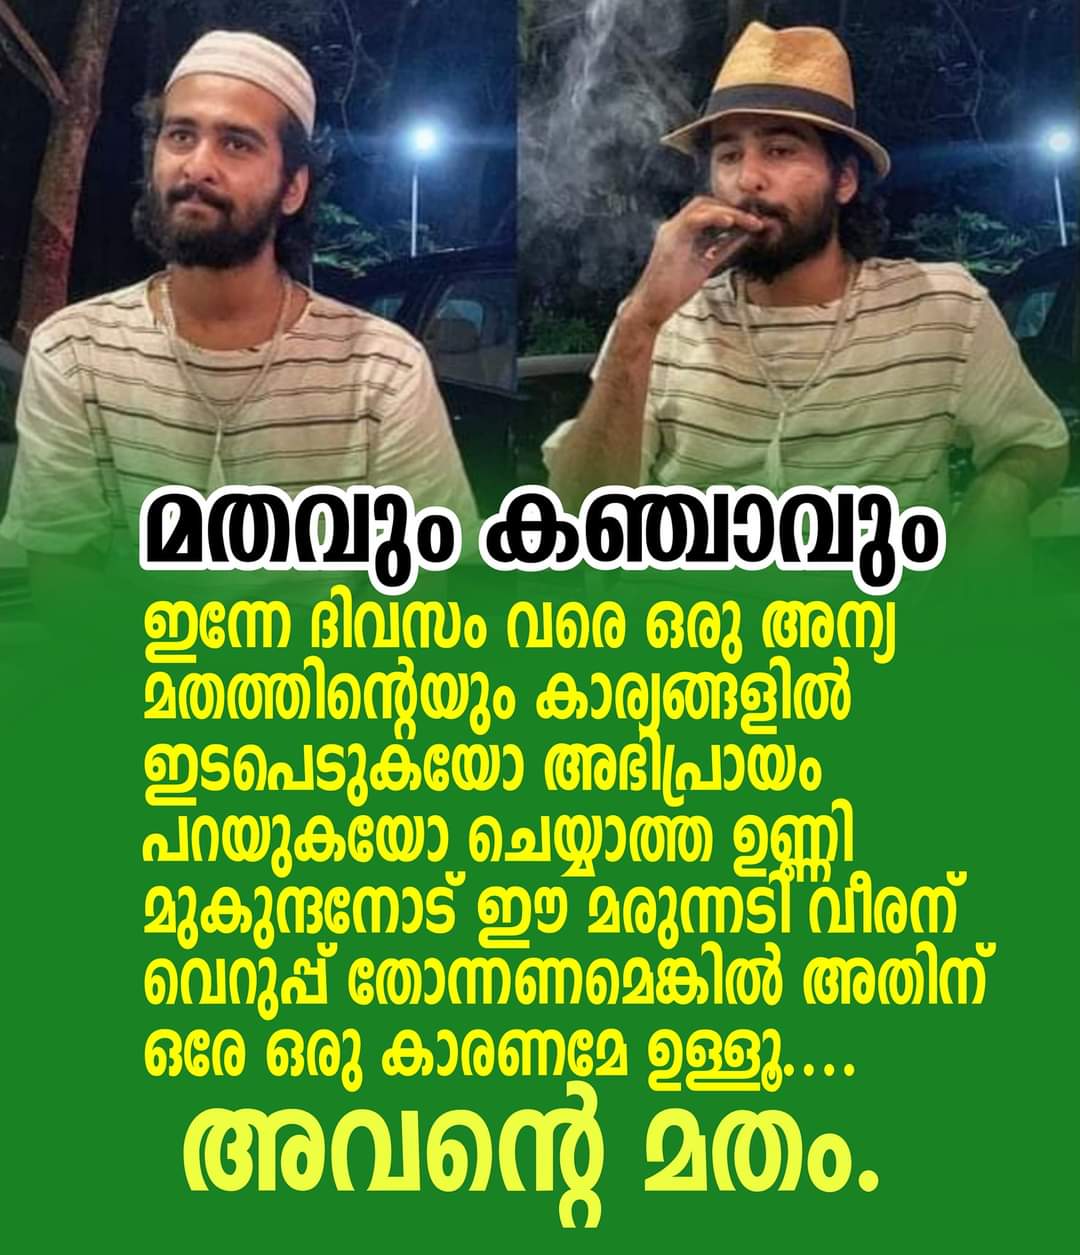 മതവും കഞ്ചാവും
ഇന്നേ ദിവസം വരെ ഒരു അന്യ
മതത്തിന്റെയും കാര്യങ്ങളിൽ
ഇടപെടുകയോ അഭിപ്രായം
പറയുകയോ ചെയ്യാത്ത ഉണ്ണി
മുകുന്ദനോട് ഈ മരുന്നടി വീരന്
വെറുപ്പ് തോന്നണമെങ്കിൽ അതിന്
ഒരേ ഒരു കാരണമേ ഉള്ളൂ....
അവന്റെ മതം.